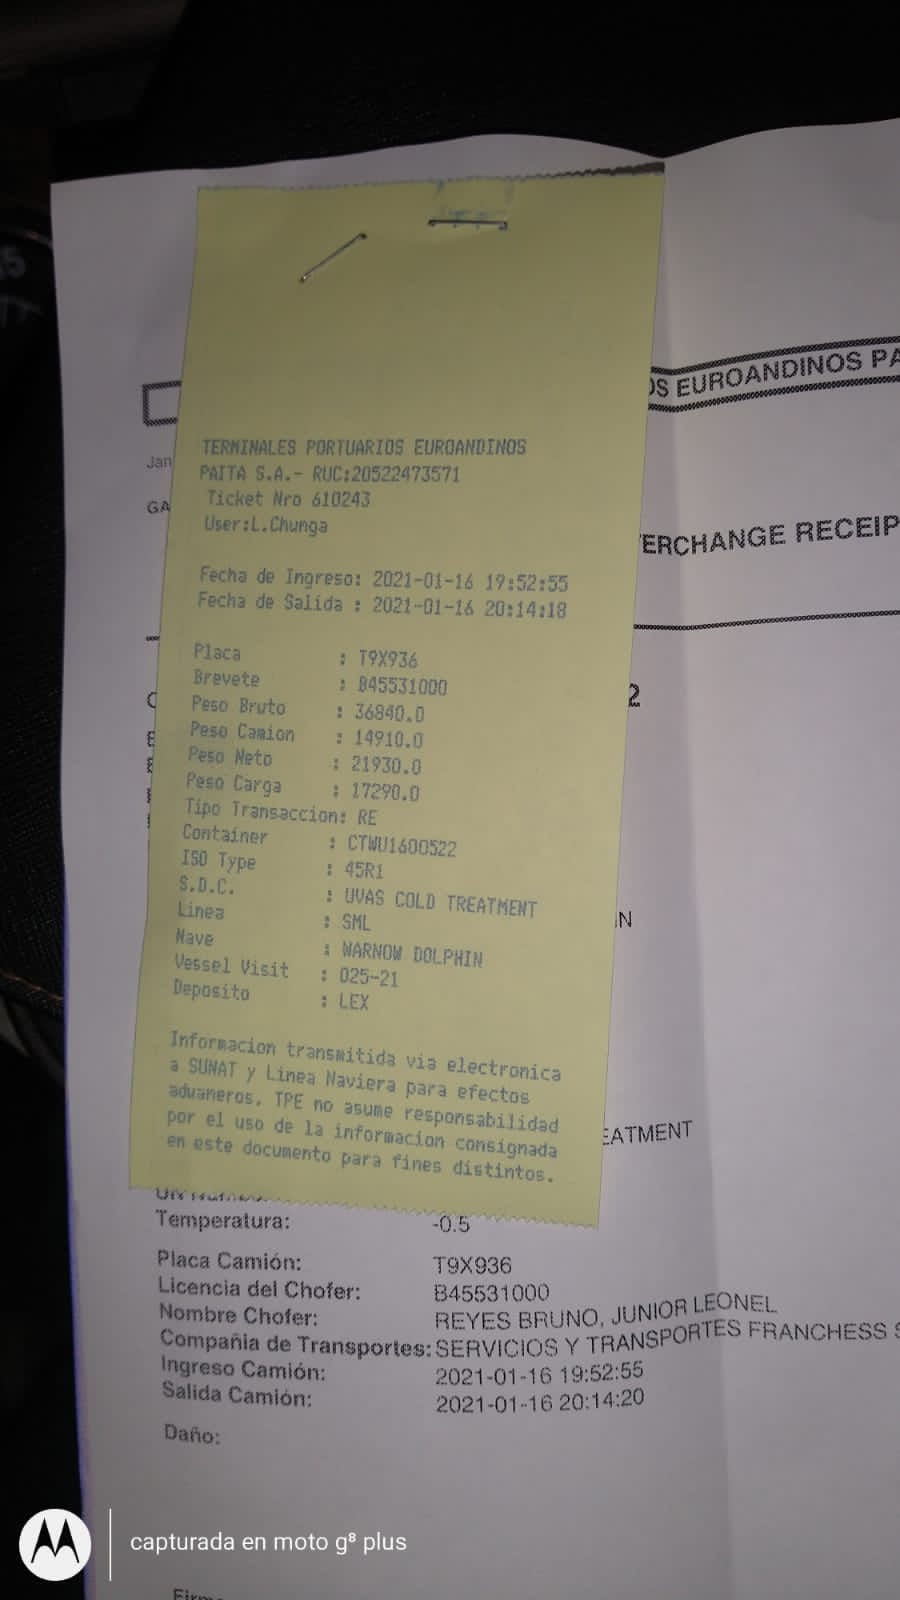 OS EUROANDINOS PA
Jan
GA
ERCHANGE RECEIP
TERMINALES PORTUARIOS EUROANDINOS
PAITA S.A.- RUC:20522473571
Ticket Nro 610243
User:L.Chunga
Fecha de Ingreso: 2021-01-16 19:52:55
Fecha de Salida : 2021-01-16 20:14:18
Placa : T9X936
Brevete : B45531000
Peso Bruto : 36840.0
Peso Camion : 14910.0
Peso Neto : 21930.0
Peso Carga : 17290.0
Tipo Transaccion: RE
Container : CTWU1600522
ISO Type : 45R1
S.D.C. : UVAS COLD TREATMENT
Linea : SML
Nave : WARNOW DOLPHIN
Vessel Visit : 025-21
Deposito : LEX
Informacion transmitida via electronica
a SUNAT y Linea Naviera para efectos
aduaneros. TPE no asume responsabilidad
por el uso de la informacion consignada
en este documento para fines distintos.
2
IN
EATMENT
Temperatura: -0.5
Placa Camión: T9X936
Licencia del Chofer: B45531000
Nombre Chofer: REYES BRUNO, JUNIOR LEONEL
Compañia de Transportes: SERVICIOS Y TRANSPORTES FRANCHESS S
Ingreso Camión: 2021-01-16 19:52:55
Salida Camión: 2021-01-16 20:14:20
Daño:
capturada en moto g⁸ plus